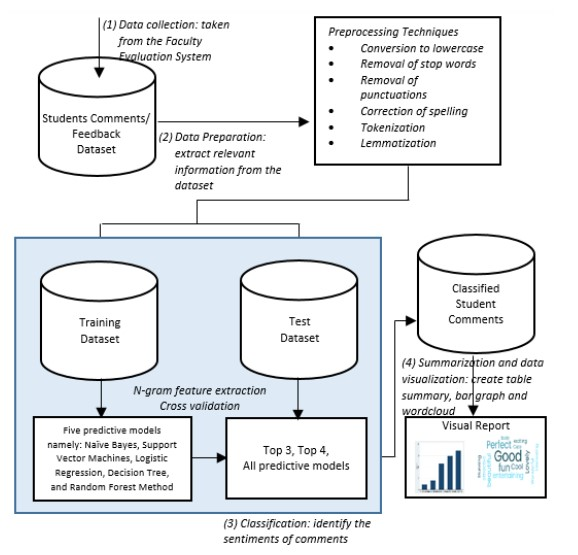 (1) Data collection: taken
from the Faculty
Evaluation System
Students Comments/
Feedback
Dataset
(2) Data Preparation:
extract relevant
information from the
dataset
Preprocessing Techniques
• Conversion to lowercase
• Removal of stop words
• Removal of
punctuations
• Correction of spelling
• Tokenization
• Lemmatization
Training
Dataset
Test
Dataset
N-gram feature extraction
Cross validation
Five predictive models
namely: Naïve Bayes, Support
Vector Machines, Logistic
Regression, Decision Tree,
and Random Forest Method
Top 3, Top 4,
All predictive models
(3) Classification: identify the
sentiments of comments
Classified
Student
Comments
(4) Summarization and data
visualization: create table
summary, bar graph and
wordcloud
Visual Report
Perfect
Good
fun Cool
Lovely